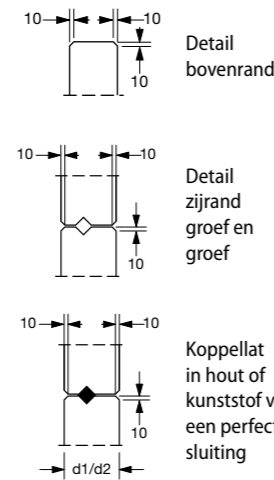 10 10
Detail
bovenrand
10
10 10
Detail
zijrand
groef en
groef
10
10 10
Koppellat
in hout of
kunststof v
een perfect
sluiting
10
d1/d2